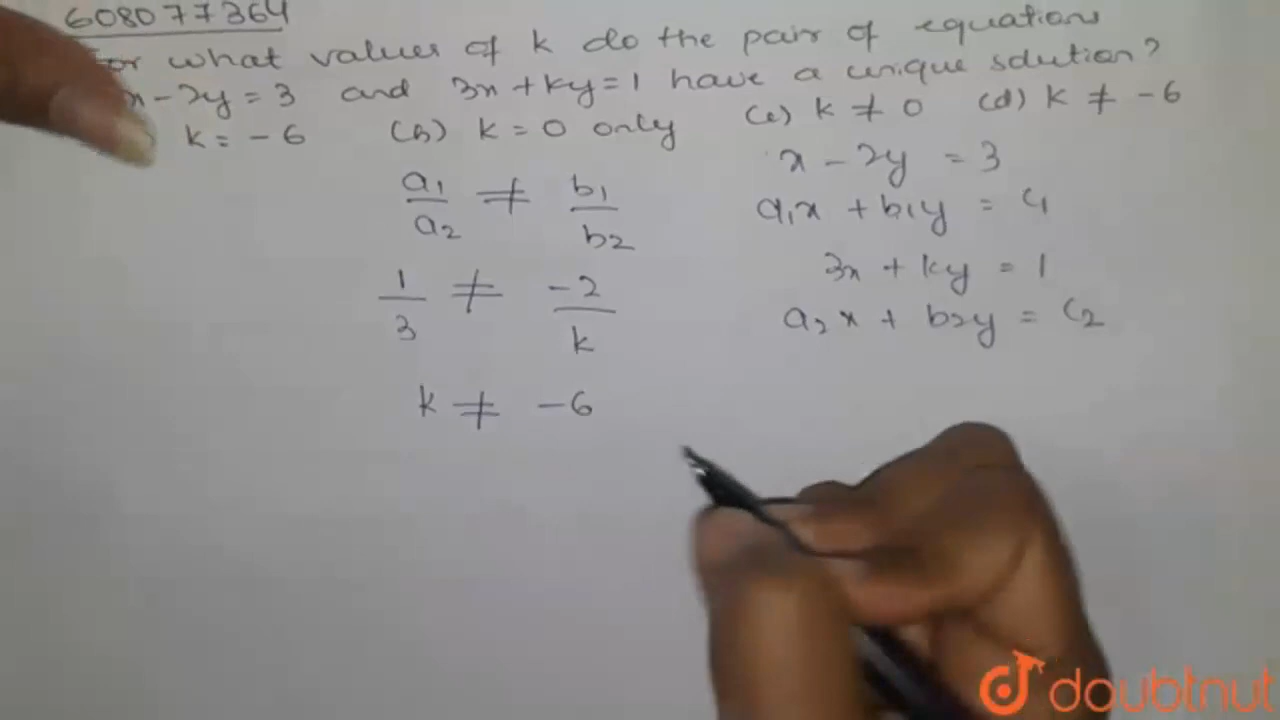 608077364
For what values of k do the pair of equations
x - 2y = 3 and 3x + ky = 1 have a unique solution?
k = - 6 (b) k = 0 only (c) k ≠ 0 (d) k ≠ -6
x - 2y = 3
a1/a2 ≠ b1/b2
a1x + b1y = c1
3x + ky = 1
1/3 ≠ -2/k
a2x + b2y = c2
k ≠ -6
doubtnut